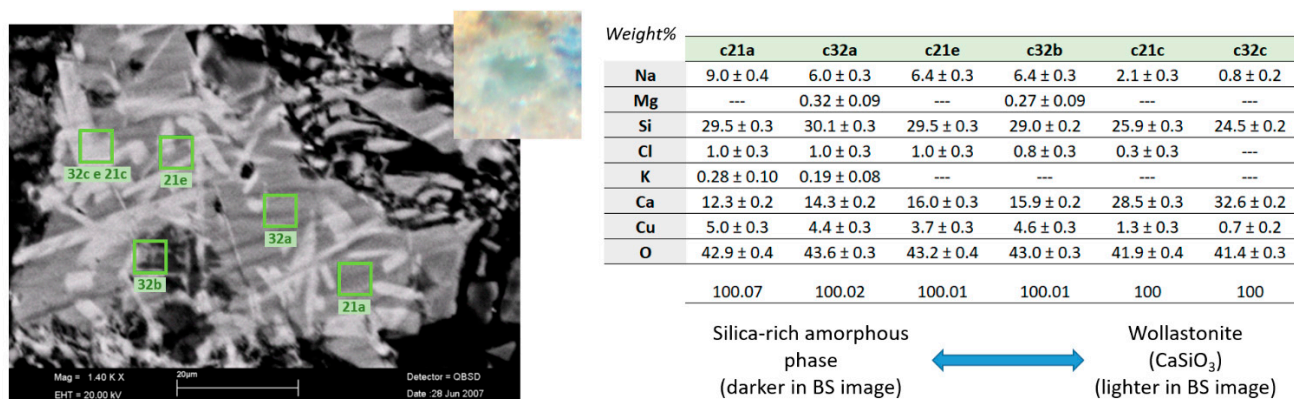 32c e 21c
21e
32a
32b
21a
Mag = 1.40 K X
EHT = 20.00 kV
20µm
Detector = QBSD
Date :28 Jun 2007
Weight%
c21a c32a c21e c32b c21c c32c
Na 9.0 ± 0.4 6.0 ± 0.3 6.4 ± 0.3 6.4 ± 0.3 2.1 ± 0.3 0.8 ± 0.2
Mg --- 0.32 ± 0.09 --- 0.27 ± 0.09 --- ---
Si 29.5 ± 0.3 30.1 ± 0.3 29.5 ± 0.3 29.0 ± 0.2 25.9 ± 0.3 24.5 ± 0.2
Cl 1.0 ± 0.3 1.0 ± 0.3 1.0 ± 0.3 0.8 ± 0.3 0.3 ± 0.3 ---
K 0.28 ± 0.10 0.19 ± 0.08 --- --- --- ---
Ca 12.3 ± 0.2 14.3 ± 0.2 16.0 ± 0.3 15.9 ± 0.2 28.5 ± 0.3 32.6 ± 0.2
Cu 5.0 ± 0.3 4.4 ± 0.3 3.7 ± 0.3 4.6 ± 0.3 1.3 ± 0.3 0.7 ± 0.2
O 42.9 ± 0.4 43.6 ± 0.3 43.2 ± 0.4 43.0 ± 0.3 41.9 ± 0.4 41.4 ± 0.3
100.07 100.02 100.01 100.01 100 100
Silica-rich amorphous
phase
(darker in BS image)
Wollastonite
(CaSiO₃)
(lighter in BS image)